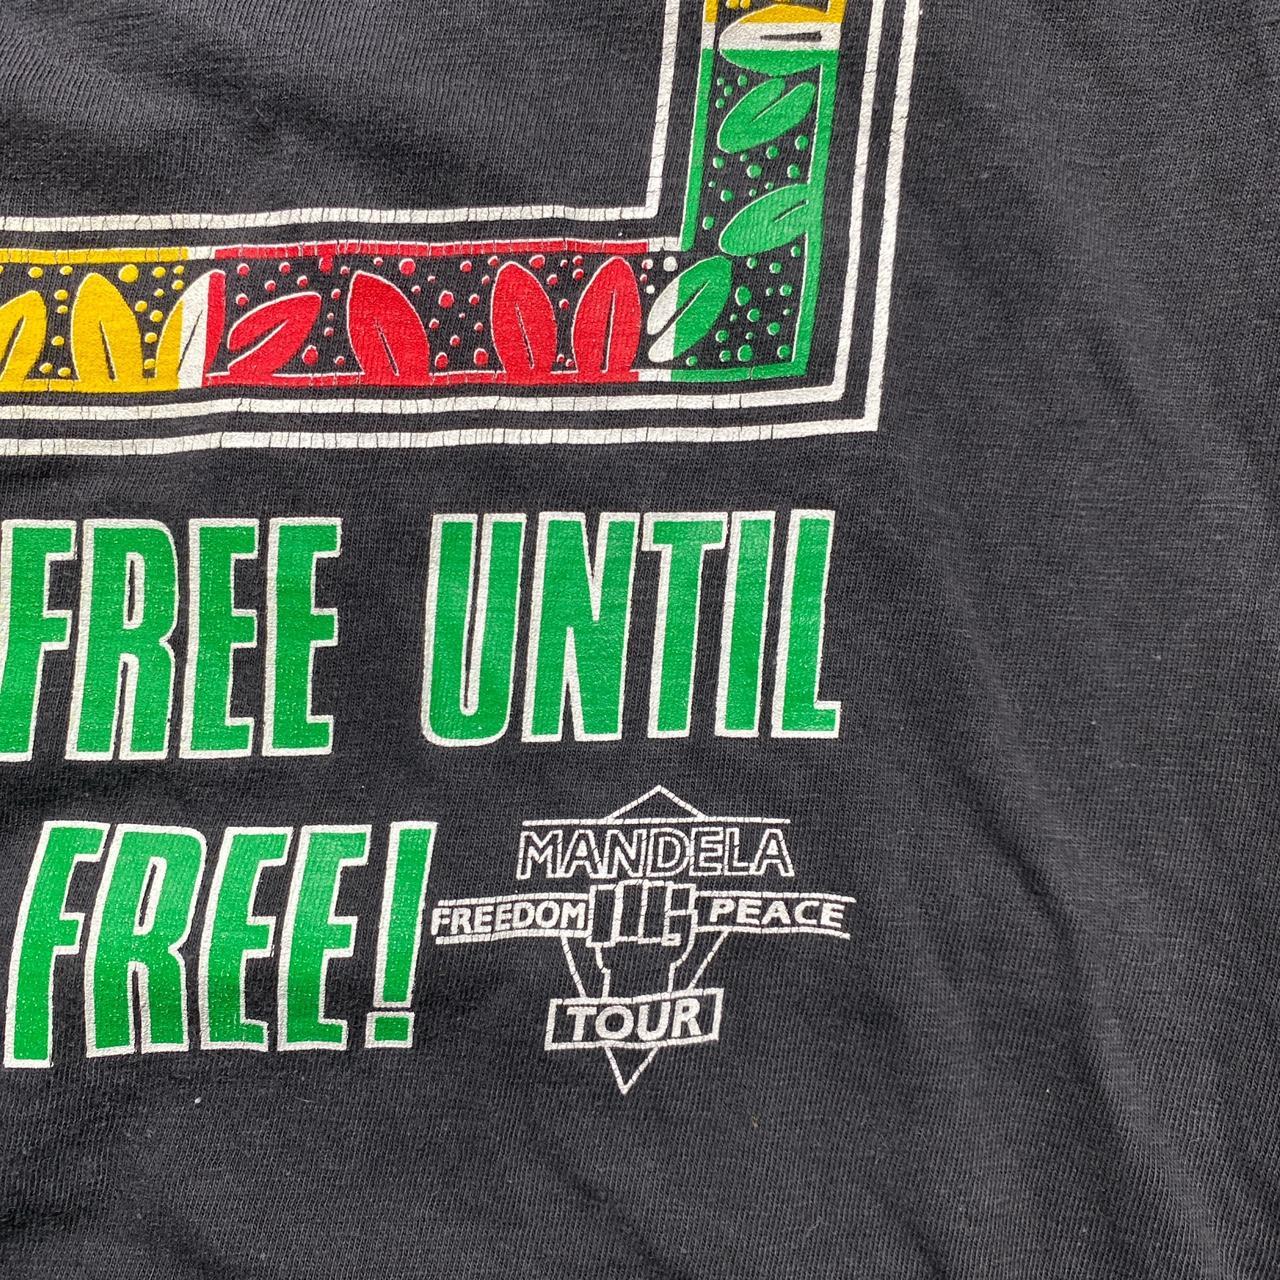 FREE UNTIL
FREE!
MANDELA
FREEDOM PEACE
TOUR